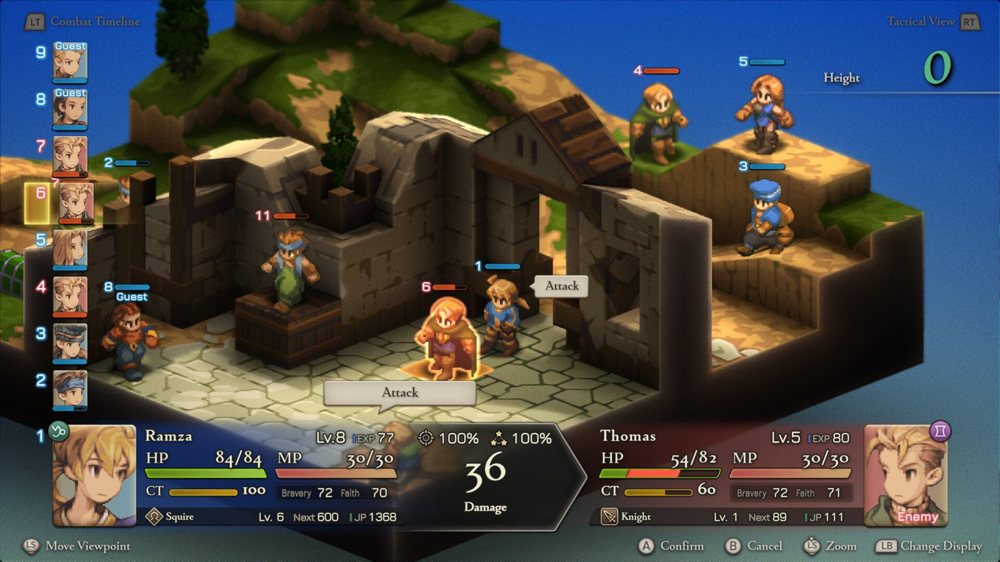 LT Combat Timeline
Tactical View RT
9 Guest
8 Guest
7
6
7
5
4
3
2
1
Height 0
4
5
3
2
11
8
Guest
6
1
Attack
Attack
Ramza
Lv.8 EXP 77
HP 84/84 MP 30/30
CT 100 Bravery 72 Faith 70
Squire Lv. 6 Next 600 JP 1368
100% 100%
36
Damage
Thomas
Lv.5 EXP 80
HP 54/82 MP 30/30
CT 60 Bravery 72 Faith 71
Knight Lv. 1 Next 89 JP 111
Enemy
LS Move Viewpoint
A Confirm B Cancel LS Zoom LB Change Display